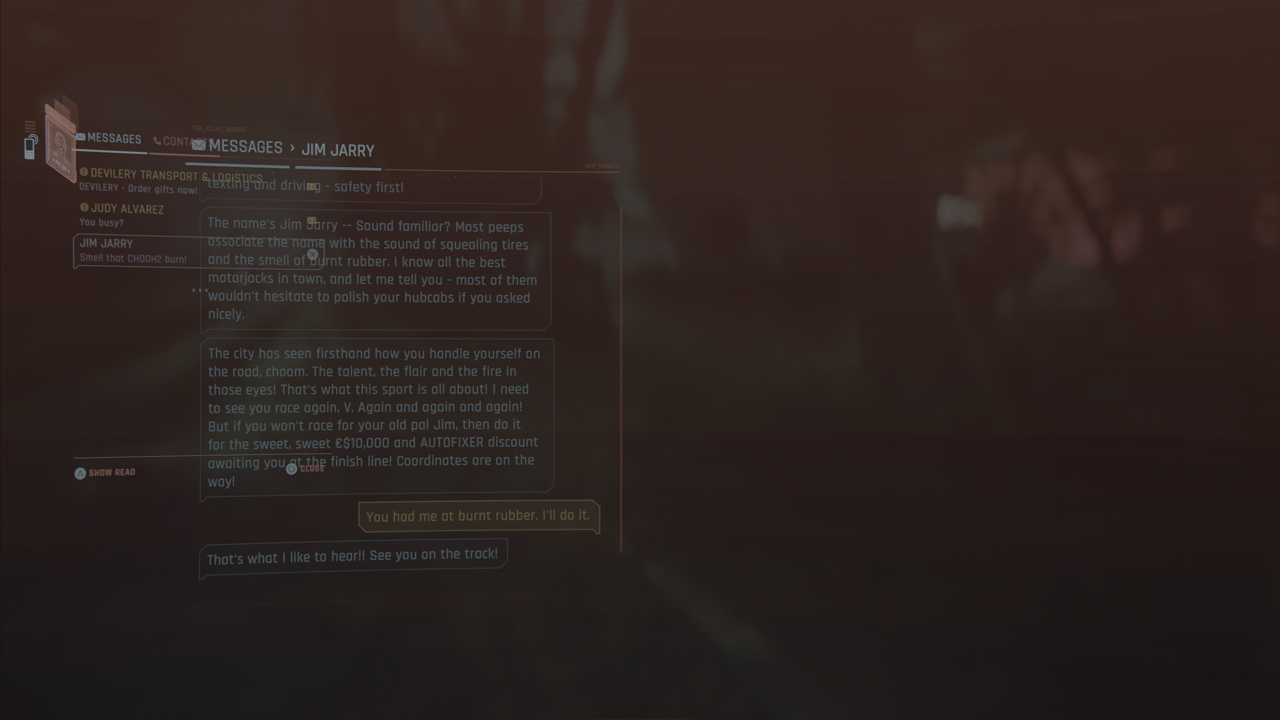 MESSAGES
MESSAGES › JIM JARRY
DEVILERY TRANSPORT & LOGISTICS
DEVILERY - Order gifts now!
JUDY ALVAREZ
You busy?
JIM JARRY
Smell that CHOOH2 burn!
SHOW READ
CLOSE
texting and driving - safety first!
The name's Jim Jarry -- Sound familiar? Most peeps
associate the name with the sound of squealing tires
and the smell of burnt rubber. I know all the best
motorjocks in town, and let me tell you - most of them
wouldn't hesitate to polish your hubcabs if you asked
nicely.
The city has seen firsthand how you handle yourself on
the road, choom. The talent, the flair and the fire in
those eyes! That's what this sport is all about! I need
to see you race again, V. Again and again and again!
But if you won't race for your old pal Jim, then do it
for the sweet, sweet €$10,000 and AUTOFIXER discount
awaiting you at the finish line! Coordinates are on the
way!
You had me at burnt rubber. I'll do it.
That's what I like to hear!! See you on the track!